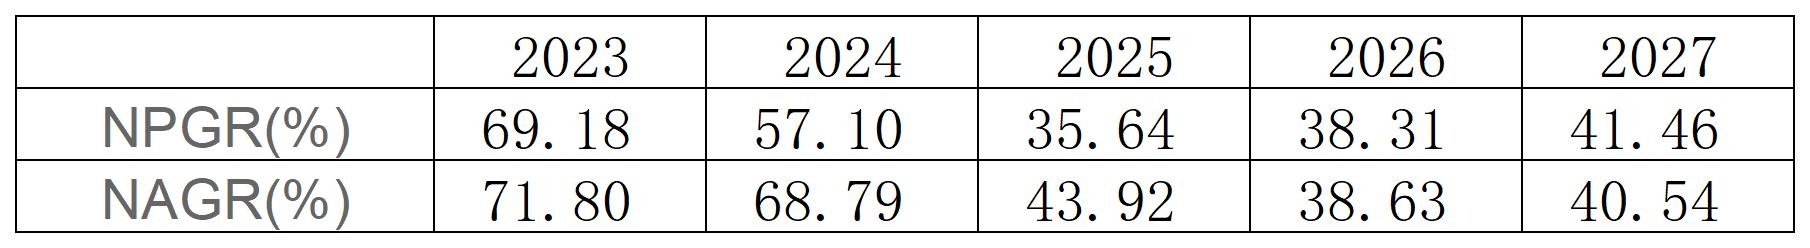 2023 2024 2025 2026 2027
NPGR(%) 69.18 57.10 35.64 38.31 41.46
NAGR(%) 71.80 68.79 43.92 38.63 40.54